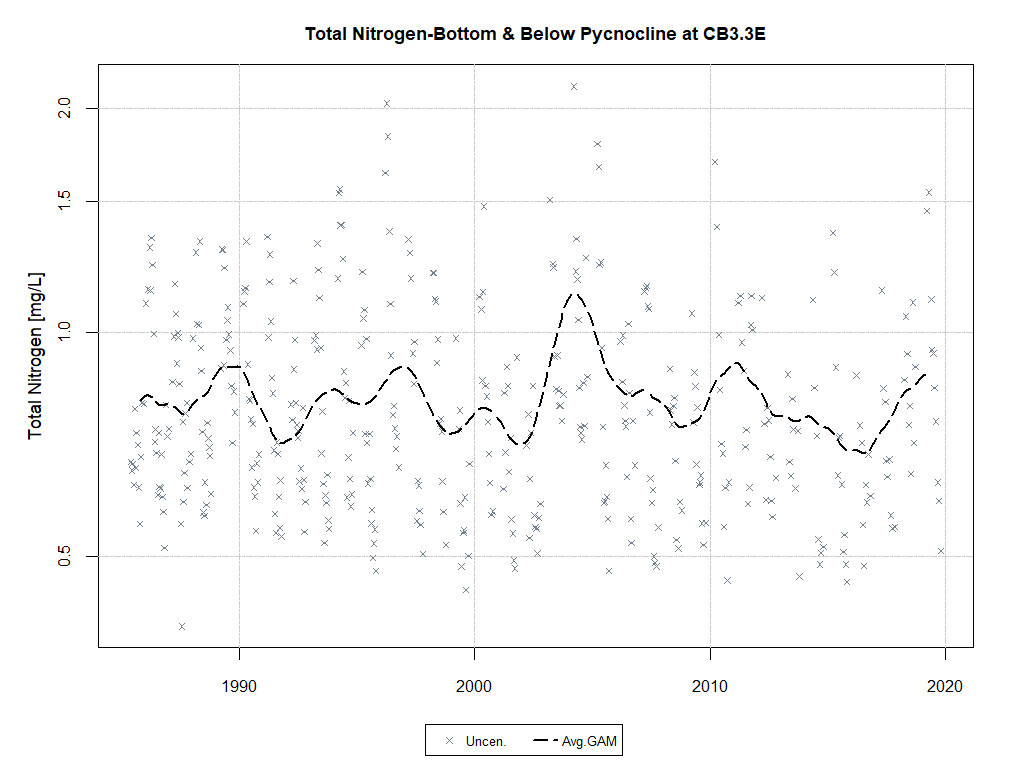 Total Nitrogen-Bottom & Below Pycnocline at CB3.3E
Total Nitrogen [mg/L]
2.0
1.5
1.0
0.5
1990 2000 2010 2020
Uncen. Avg.GAM